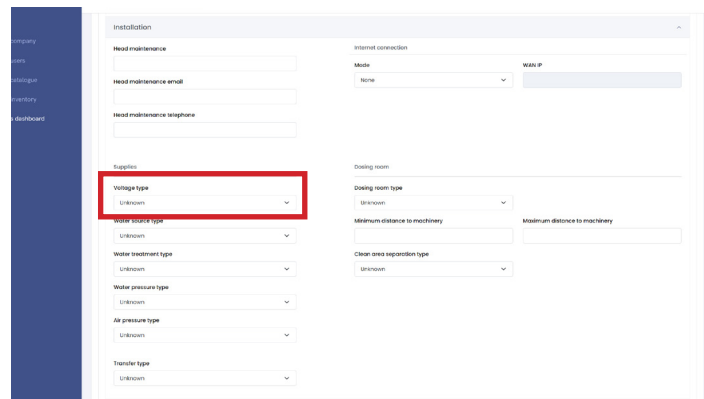 Installation
company
users
catalogue
inventory
dashboard
Head maintenance
Head maintenance email
Head maintenance telephone
Internet connection
Mode
WAN IP
None
Supplies
Voltage type
Unknown
Water source type
Unknown
Water treatment type
Unknown
Water pressure type
Unknown
Air pressure type
Unknown
Transfer type
Unknown
Dosing room
Dosing room type
Unknown
Minimum distance to machinery
Maximum distance to machinery
Clean area separation type
Unknown